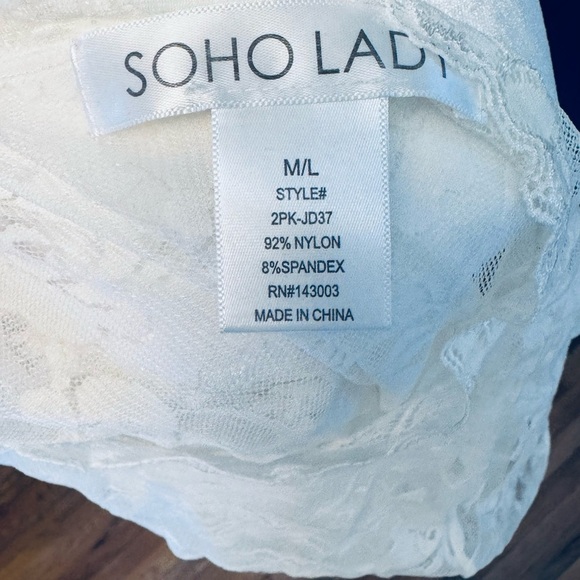 SOHO LADY
M/L
STYLE#
2PK-JD37
92% NYLON
8%SPANDEX
RN#143003
MADE IN CHINA